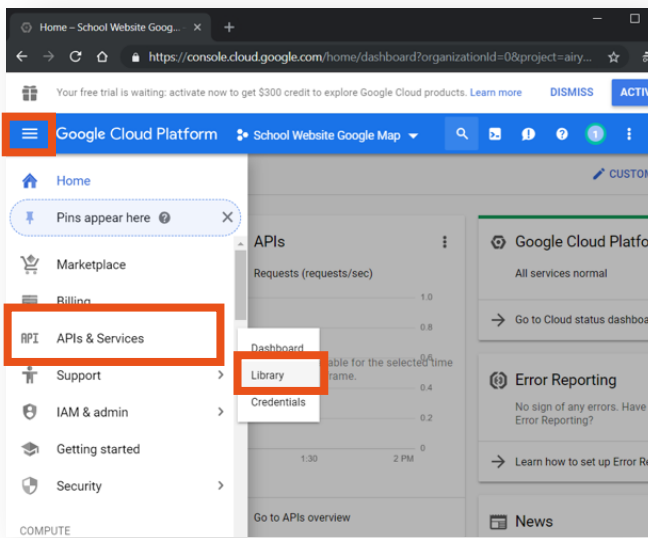 Home – School Website Goog...
https://console.cloud.google.com/home/dashboard?organizationId=0&project=airy...
Your free trial is waiting: activate now to get $300 credit to explore Google Cloud products. Learn more DISMISS ACTIV
Google Cloud Platform School Website Google Map 1
Home
CUSTOM
Pins appear here
APIs
Google Cloud Platfo
Marketplace
Requests (requests/sec)
All services normal
1.0
Billing
Go to Cloud status dashboa
0.8
API APIs & Services
Dashboard
able for the selected time
0.6
Support
Library
frame.
Error Reporting
0.4
IAM & admin
Credentials
No sign of any errors. Have
0.2
Error Reporting?
Getting started
0
1:30 2 PM
Learn how to set up Error Re
Security
Go to APIs overview
News
COMPUTE